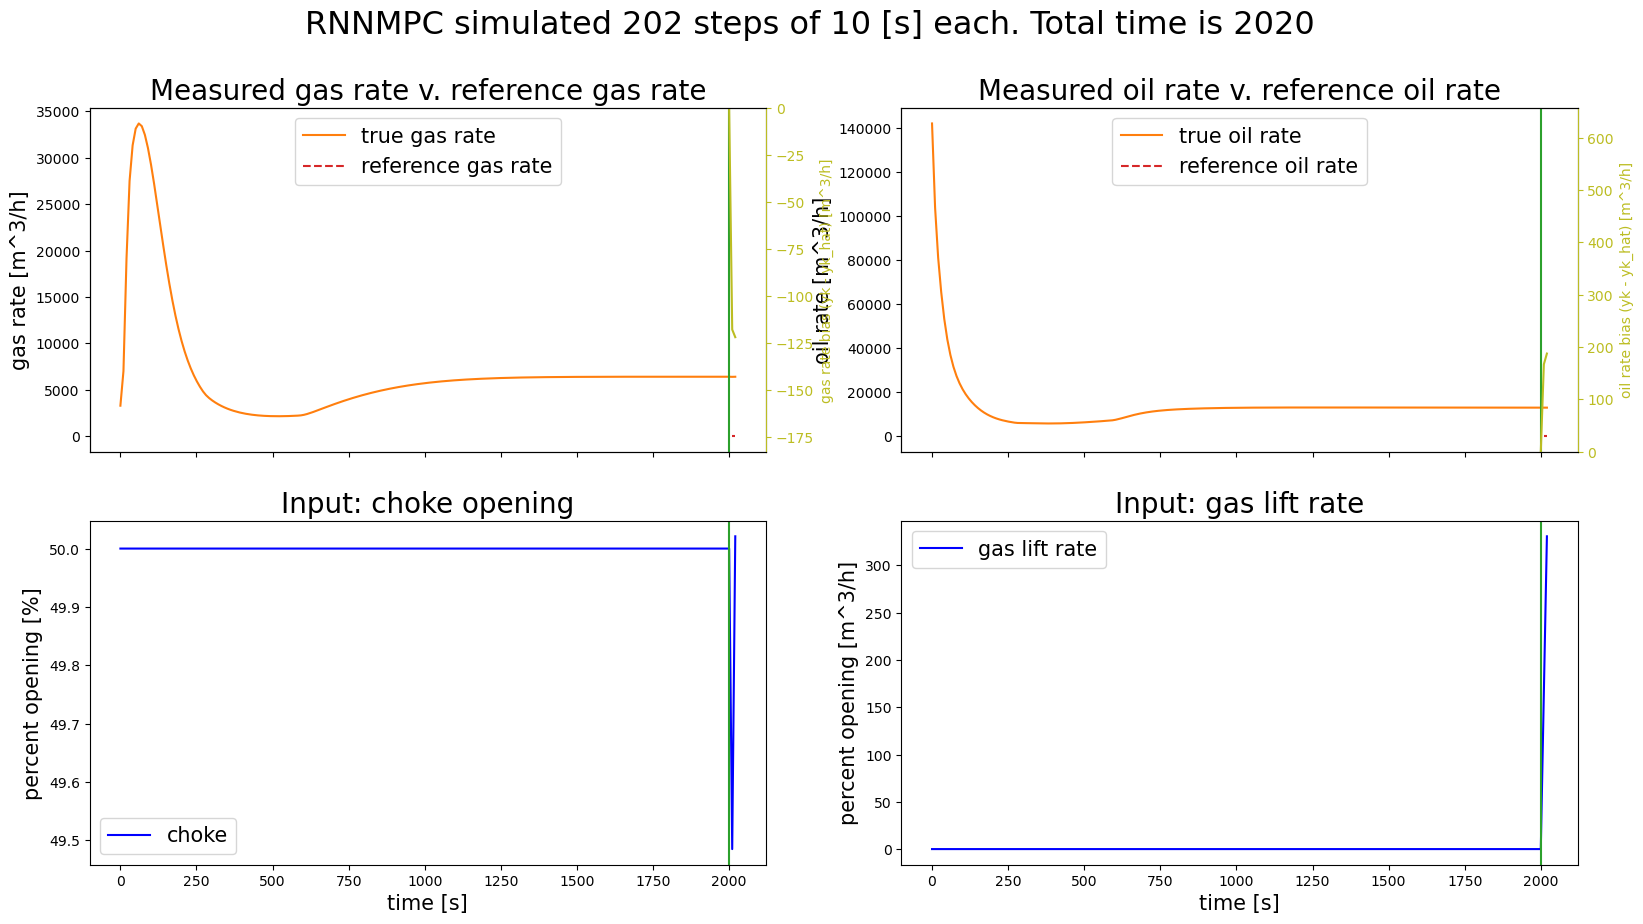 RNNMPC simulated 202 steps of 10 [s] each. Total time is 2020
Measured gas rate v. reference gas rate
35000
30000
25000
20000
15000
10000
5000
0
gas rate [m^3/h]
true gas rate
reference gas rate
0
−25
−50
−75
−100
−125
−150
−175
gas rate bias (yk - yk_hat) [m^3/h]
Measured oil rate v. reference oil rate
140000
120000
100000
80000
60000
40000
20000
0
oil rate [m^3/h]
true oil rate
reference oil rate
600
500
400
300
200
100
0
oil rate bias (yk - yk_hat) [m^3/h]
Input: choke opening
50.0
49.9
49.8
49.7
49.6
49.5
percent opening [%]
choke
0 250 500 750 1000 1250 1500 1750 2000
time [s]
Input: gas lift rate
300
250
200
150
100
50
0
percent opening [m^3/h]
gas lift rate
0 250 500 750 1000 1250 1500 1750 2000
time [s]